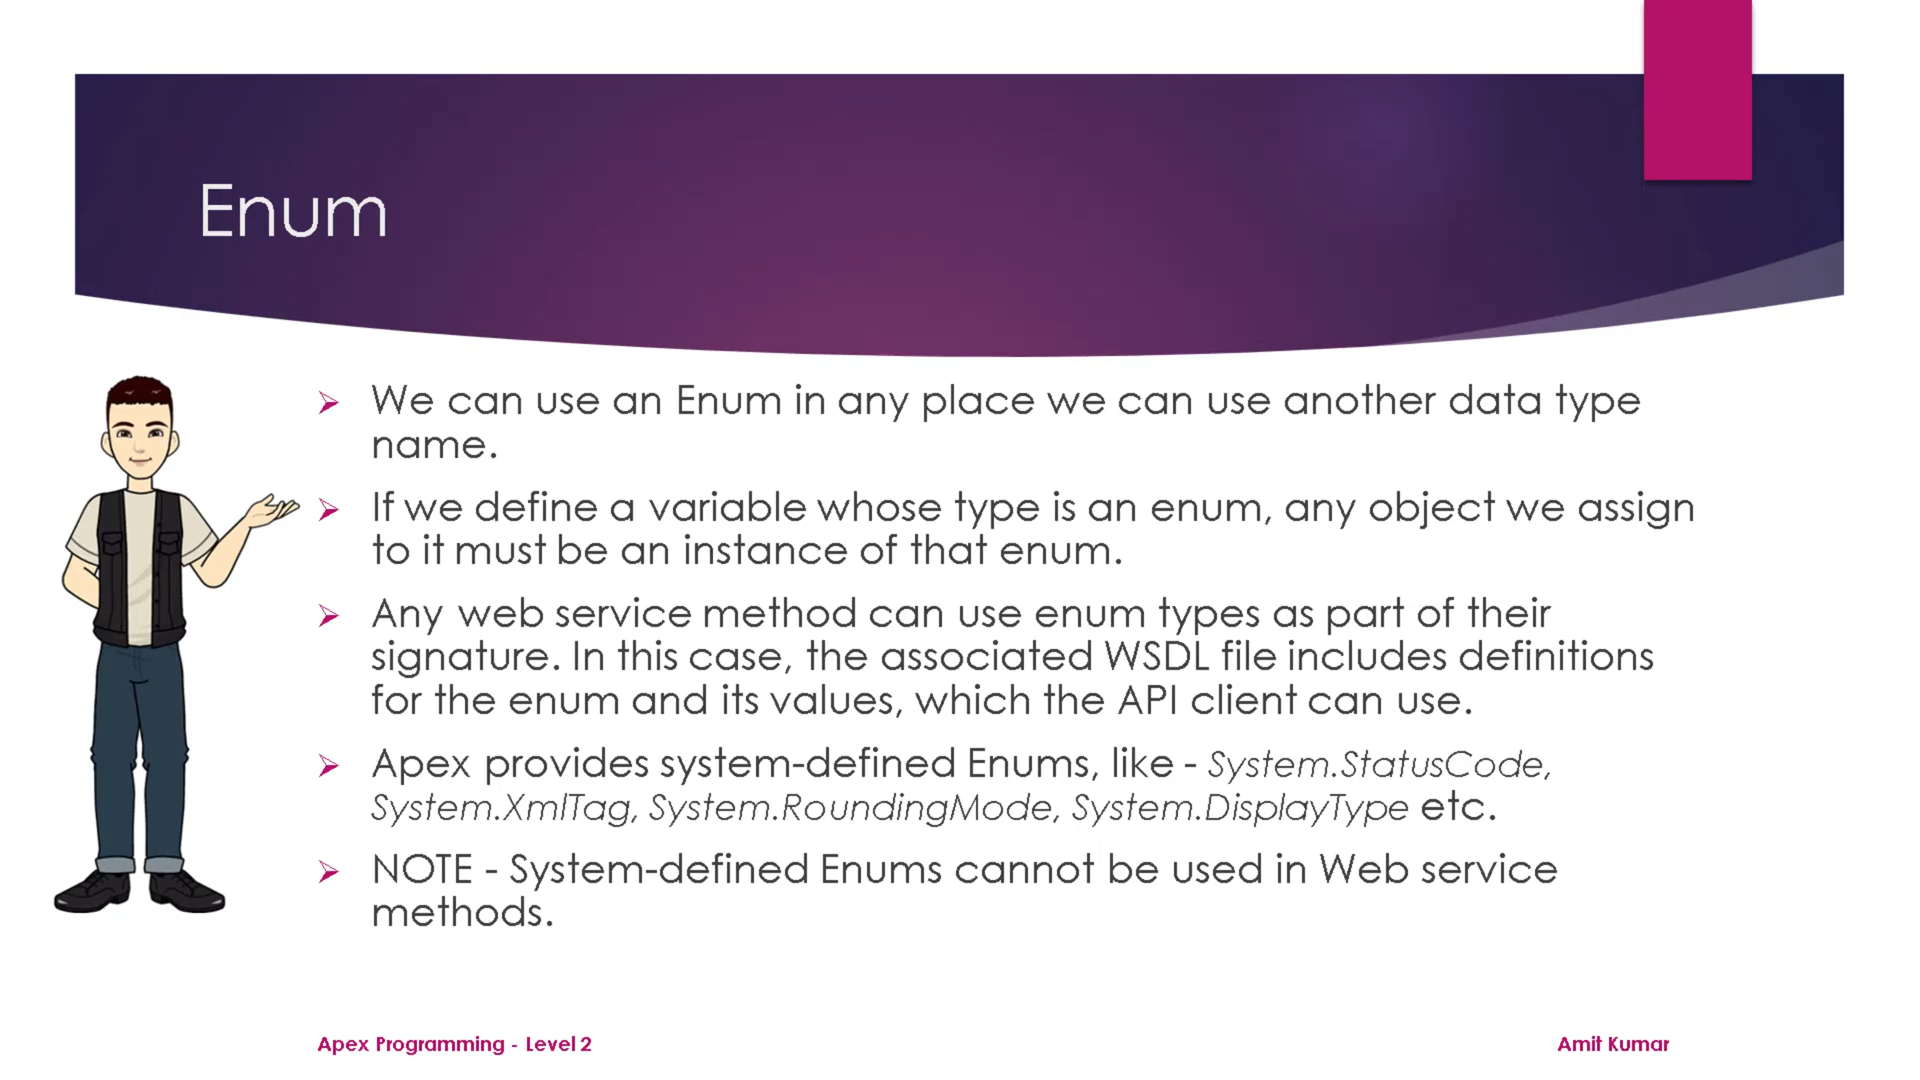 Enum
We can use an Enum in any place we can use another data type
name.
If we define a variable whose type is an enum, any object we assign
to it must be an instance of that enum.
Any web service method can use enum types as part of their
signature. In this case, the associated WSDL file includes definitions
for the enum and its values, which the API client can use.
Apex provides system-defined Enums, like - System.StatusCode,
System.XmlTag, System.RoundingMode, System.DisplayType etc.
NOTE - System-defined Enums cannot be used in Web service
methods.
Apex Programming - Level 2
Amit Kumar